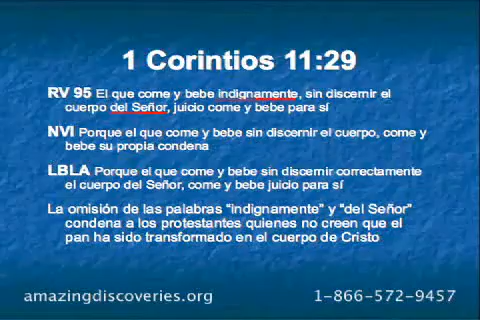 1 Corintios 11:29
RV 95 El que come y bebe indignamente, sin discernir el
cuerpo del Señor, juicio come y bebe para sí
NVI Porque el que come y bebe sin discernir el cuerpo, come y
bebe su propia condena
LBLA Porque el que come y bebe sin discernir correctamente
el cuerpo del Señor, come y bebe juicio para sí
La omisión de las palabras “indignamente” y “del Señor”
condena a los protestantes quienes no creen que el
pan ha sido transformado en el cuerpo de Cristo
amazingdiscoveries.org 1-866-572-9457